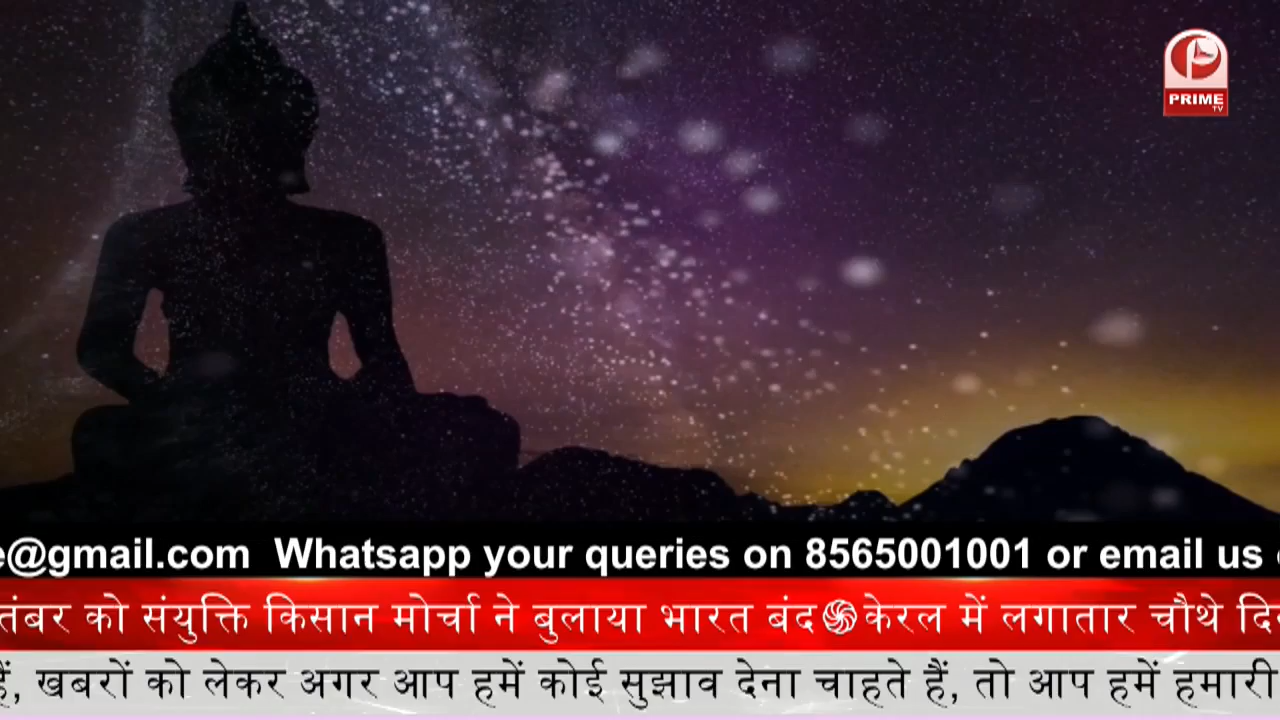 PRIME
TV
e@gmail.com Whatsapp your queries on 8565001001 or email us
तंबर को संयुक्ति किसान मोर्चा ने बुलाया भारत बंद केरल में लगातार चौथे
हैं, खबरों को लेकर अगर आप हमें कोई सुझाव देना चाहते हैं, तो आप हमें हमारी